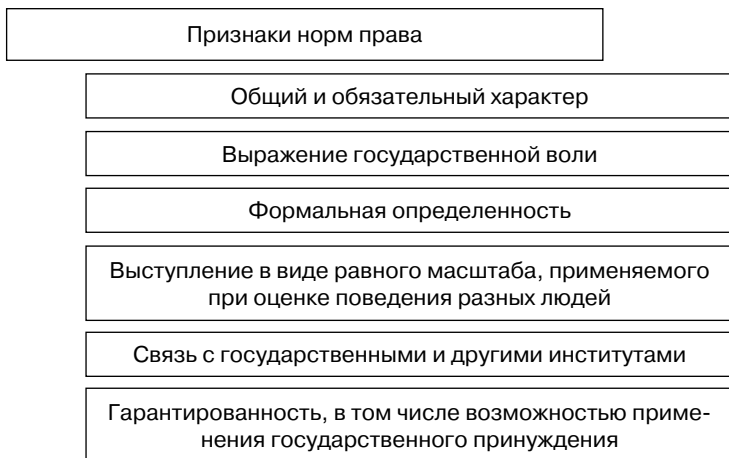 Признаки норм права
Общий и обязательный характер
Выражение государственной воли
Формальная определенность
Выступление в виде равного масштаба, применяемого
при оценке поведения разных людей
Связь с государственными и другими институтами
Гарантированность, в том числе возможностью приме-
нения государственного принуждения